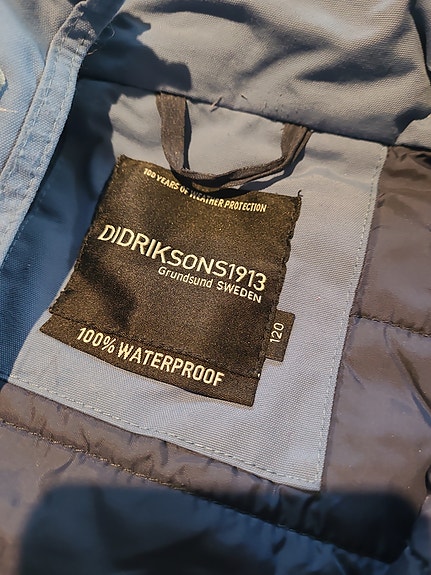 100 YEARS OF WEATHER PROTECTION
DIDRIKSONS1913
Grundsund SWEDEN
120
100% WATERPROOF